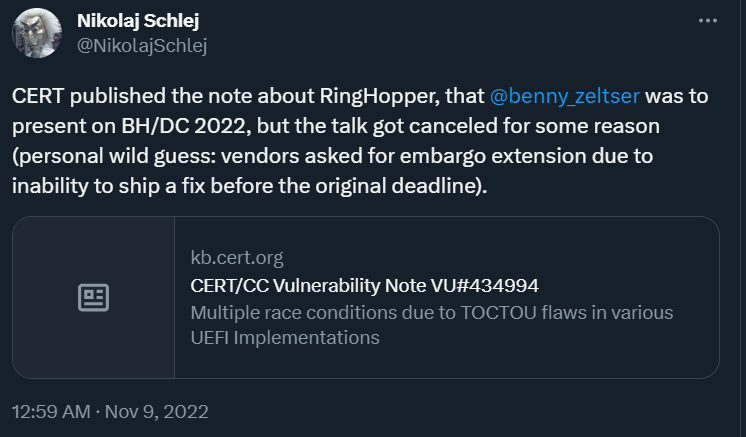 Nikolaj Schlej
@NikolajSchlej
CERT published the note about RingHopper, that @benny_zeltser was to
present on BH/DC 2022, but the talk got canceled for some reason
(personal wild guess: vendors asked for embargo extension due to
inability to ship a fix before the original deadline).
kb.cert.org
CERT/CC Vulnerability Note VU#434994
Multiple race conditions due to TOCTOU flaws in various
UEFI Implementations
12:59 AM · Nov 9, 2022